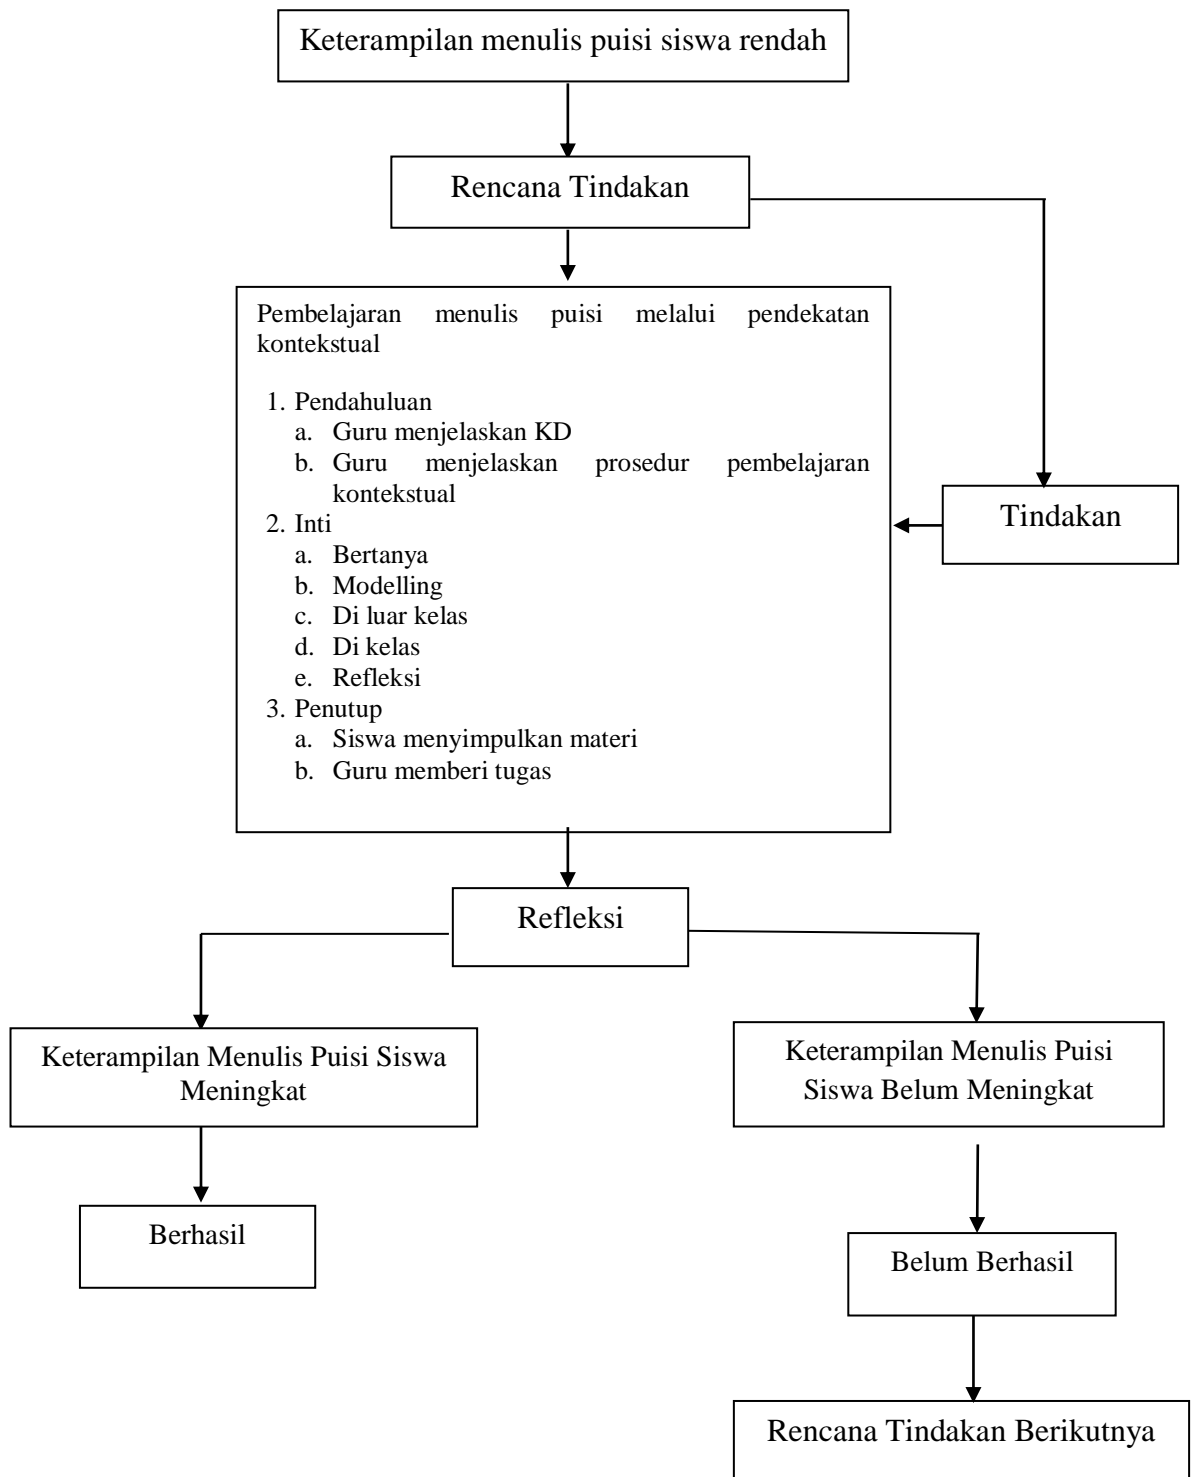 Keterampilan menulis puisi siswa rendah
Rencana Tindakan
Pembelajaran menulis puisi melalui pendekatan
kontekstual
1. Pendahuluan
a. Guru menjelaskan KD
b. Guru menjelaskan prosedur pembelajaran
kontekstual
2. Inti
a. Bertanya
b. Modelling
c. Di luar kelas
d. Di kelas
e. Refleksi
3. Penutup
a. Siswa menyimpulkan materi
b. Guru memberi tugas
Tindakan
Refleksi
Keterampilan Menulis Puisi Siswa
Meningkat
Keterampilan Menulis Puisi
Siswa Belum Meningkat
Berhasil
Belum Berhasil
Rencana Tindakan Berikutnya